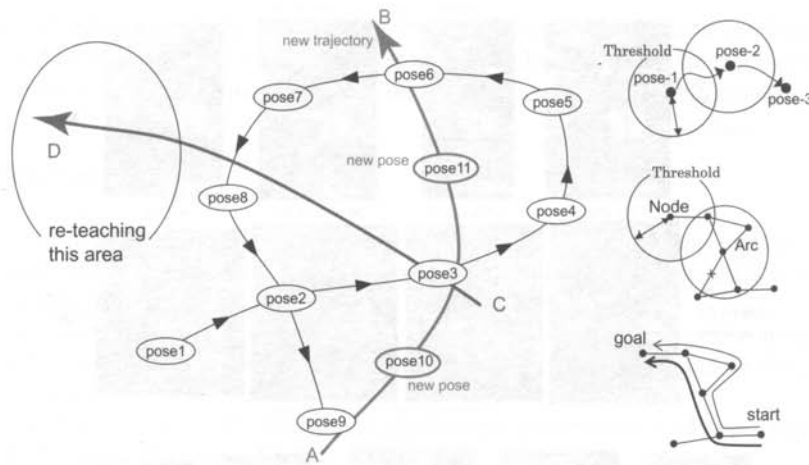 B
new trajectory
pose6
pose7
pose5
new pose
pose11
D
pose8
pose4
re-teaching
this area
pose3
pose2
C
pose1
pose10
new pose
pose9
A
Threshold
pose-2
pose-1
pose-3
Threshold
Node
Arc
goal
start